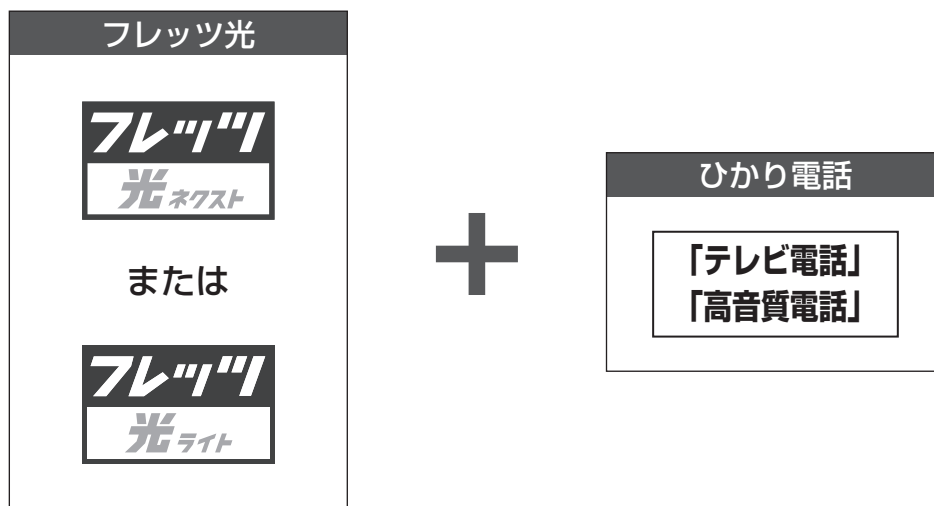 フレッツ光
フレッツ
光ネクスト
または
フレッツ
光ライト
+
ひかり電話
「テレビ電話」
「高音質電話」